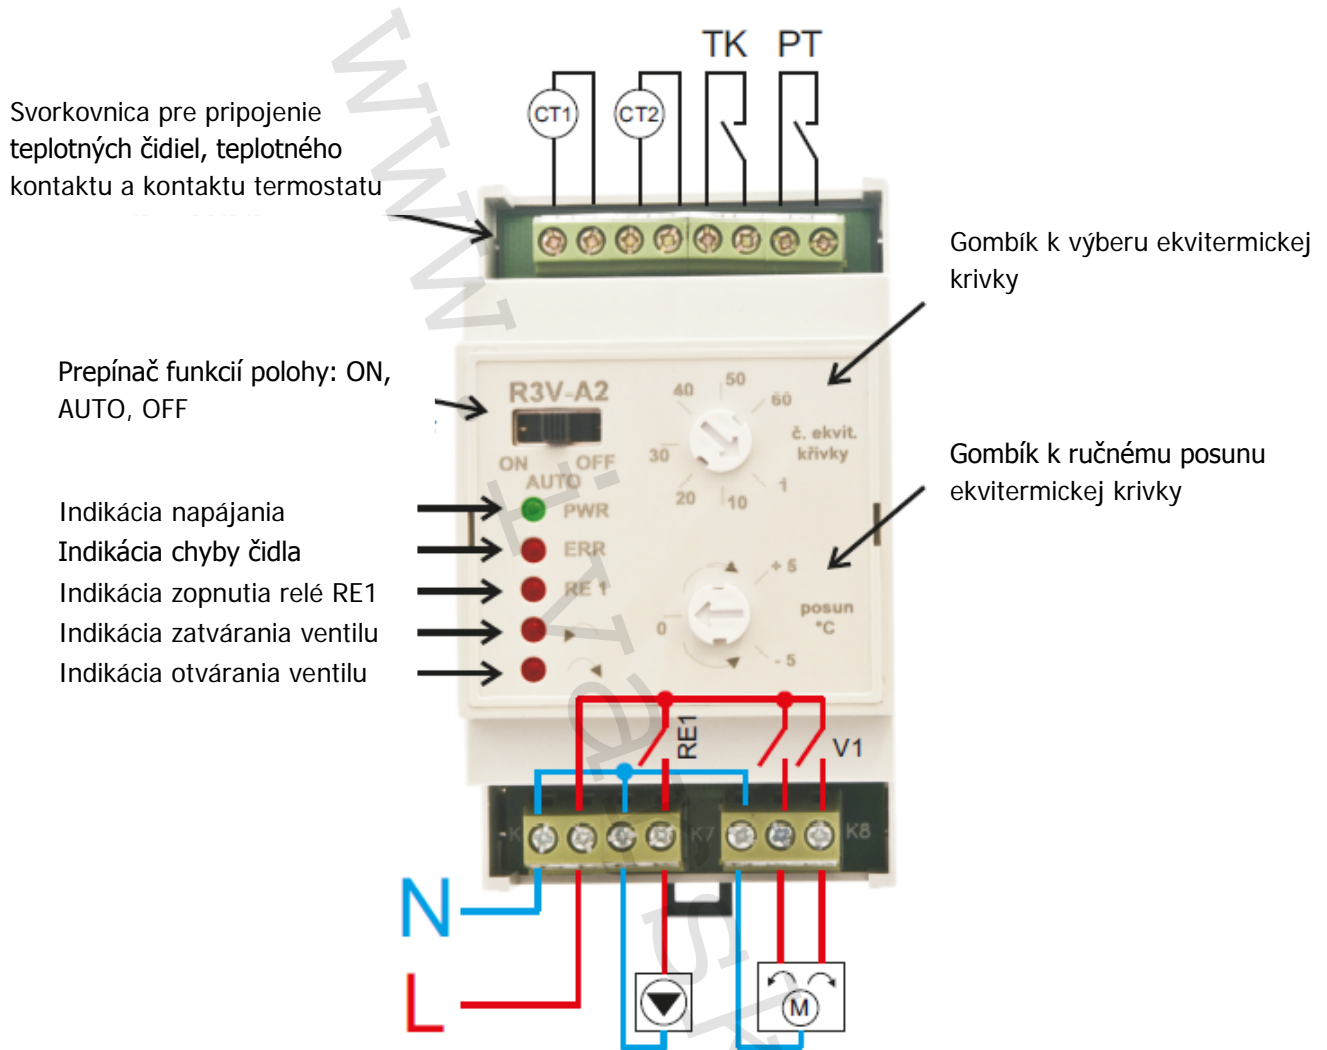 TK PT
CT1 CT2
Svorkovnica pre pripojenie
teplotných čidiel, teplotného
kontaktu a kontaktu termostatu
Gombík k výberu ekvitermickej
krivky
Prepínač funkcií polohy: ON,
AUTO, OFF
R3V-A2
ON OFF
AUTO
40 50 60
30
20 10 1
č. ekvit.
křivky
Gombík k ručnému posunu
ekvitermickej krivky
Indikácia napájania
PWR
Indikácia chyby čidla
ERR
Indikácia zopnutia relé RE1
RE 1
Indikácia zatvárania ventilu
Indikácia otvárania ventilu
+ 5
0
- 5
posun
°C
RE1
V1
K7 K8
N
L
M
www.ivar.sk